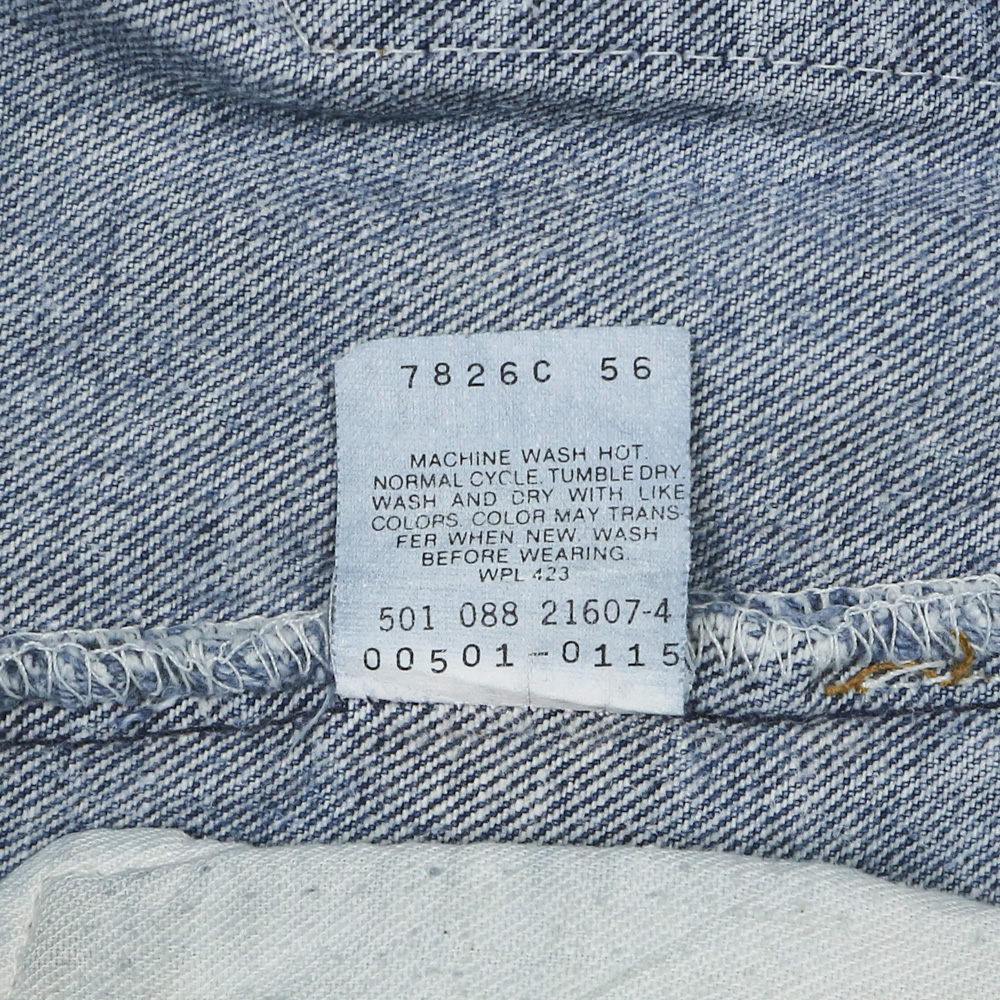 7826C 56
MACHINE WASH HOT.
NORMAL CYCLE. TUMBLE DRY
WASH AND DRY WITH LIKE
COLORS. COLOR MAY TRANS-
FER WHEN NEW. WASH
BEFORE WEARING.
WPL 423
501 088 21607-4
00501-0115